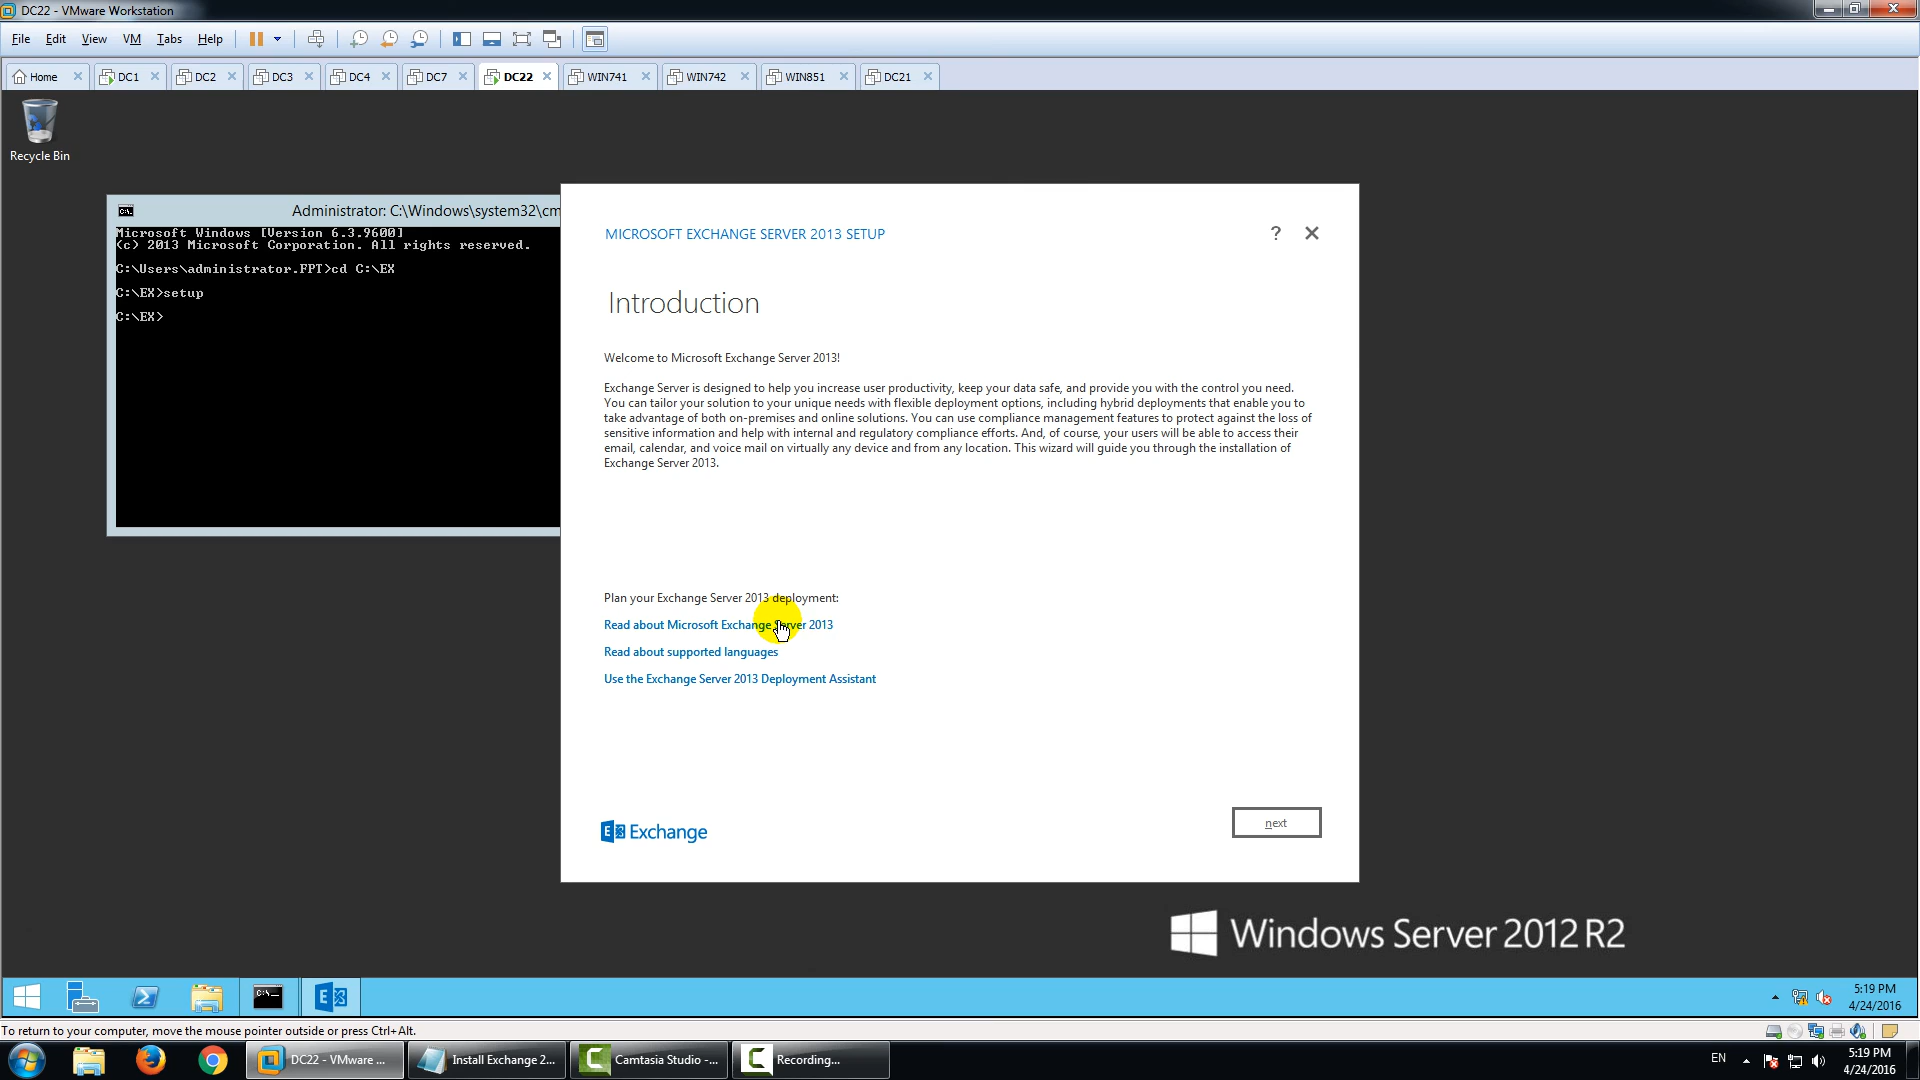 DC22 - VMware Workstation
File Edit View VM Tabs Help
Home DC1 DC2 DC3 DC4 DC7 DC22 WIN741 WIN742 WIN851 DC21
Recycle Bin
Administrator: C:\Windows\system32\cm
Microsoft Windows [Version 6.3.9600]
(c) 2013 Microsoft Corporation. All rights reserved.
C:\Users\administrator.FPT>cd C:\EX
C:\EX>setup
C:\EX>
MICROSOFT EXCHANGE SERVER 2013 SETUP
?
Introduction
Welcome to Microsoft Exchange Server 2013!
Exchange Server is designed to help you increase user productivity, keep your data safe, and provide you with the control you need.
You can tailor your solution to your unique needs with flexible deployment options, including hybrid deployments that enable you to
take advantage of both on-premises and online solutions. You can use compliance management features to protect against the loss of
sensitive information and help with internal and regulatory compliance efforts. And, of course, your users will be able to access their
email, calendar, and voice mail on virtually any device and from any location. This wizard will guide you through the installation of
Exchange Server 2013.
Plan your Exchange Server 2013 deployment:
Read about Microsoft Exchange Server 2013
Read about supported languages
Use the Exchange Server 2013 Deployment Assistant
Exchange
next
Windows Server 2012 R2
5:19 PM
4/24/2016
To return to your computer, move the mouse pointer outside or press Ctrl+Alt.
DC22 - VMware ...
Install Exchange 2...
Camtasia Studio -...
Recording...
EN
5:19 PM
4/24/2016